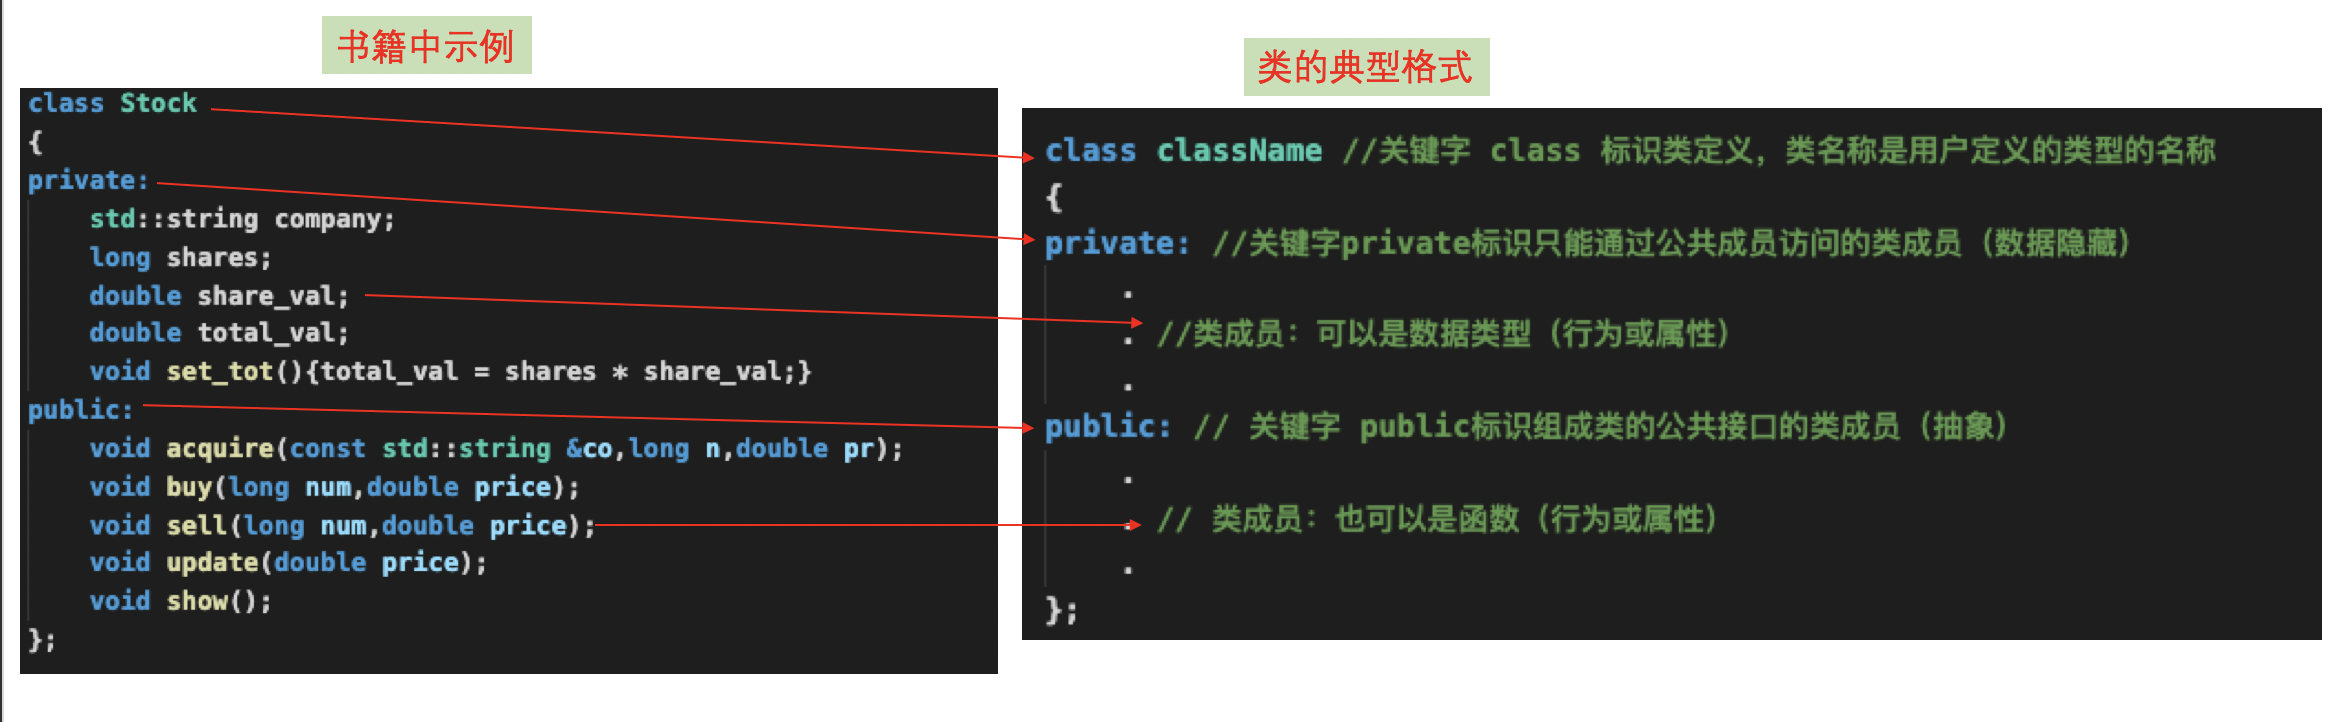 书籍中示例
class Stock
{
private:
    std::string company;
    long shares;
    double share_val;
    double total_val;
    void set_tot(){total_val = shares * share_val;}
public:
    void acquire(const std::string &co,long n,double pr);
    void buy(long num,double price);
    void sell(long num,double price);
    void update(double price);
    void show();
};
类的典型格式
class className //关键字 class 标识类定义，类名称是用户定义的类型的名称
{
private: //关键字private标识只能通过公共成员访问的类成员（数据隐藏）
    .
    . //类成员：可以是数据类型（行为或属性）
    .
public: // 关键字 public标识组成类的公共接口的类成员（抽象）
    .
    . // 类成员：也可以是函数（行为或属性）
    .
};